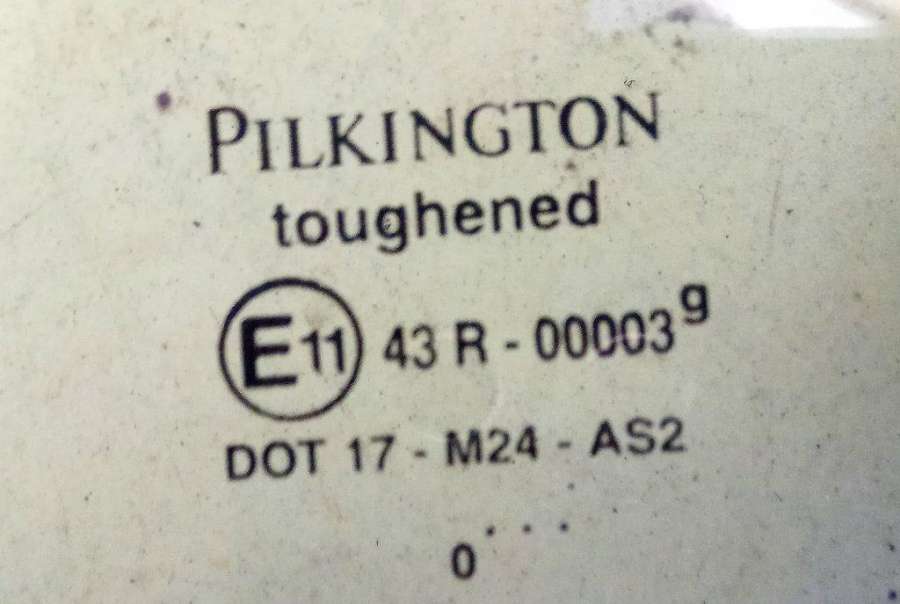 PILKINGTON
toughened
E11 43 R - 00003g
DOT 17 - M24 - AS2
0 . . .